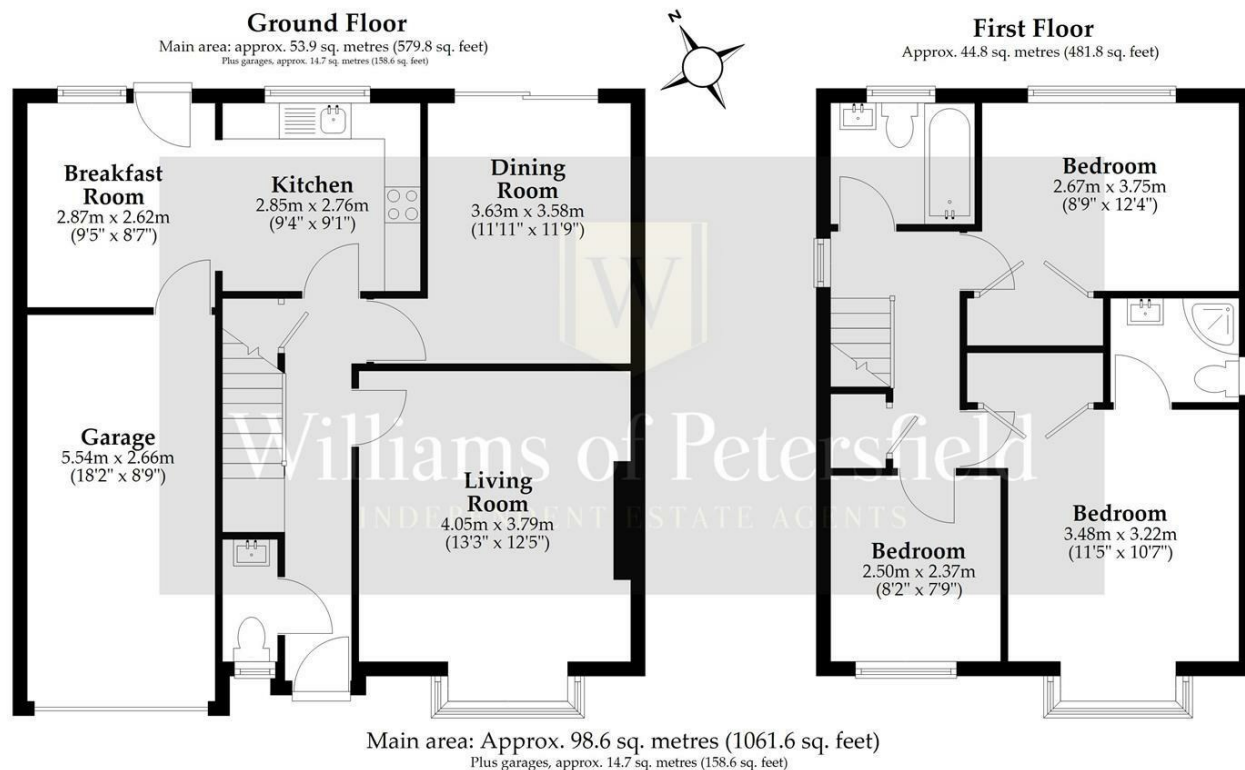 Ground Floor
Main area: approx. 53.9 sq. metres (579.8 sq. feet)
Plus garages, approx. 14.7 sq. metres (158.6 sq. feet)
N
First Floor
Approx. 44.8 sq. metres (481.8 sq. feet)
Breakfast
Room
2.87m x 2.62m
(9'5" x 8'7")
Kitchen
2.85m x 2.76m
(9'4" x 9'1")
Dining
Room
3.63m x 3.58m
(11'11" x 11'9")
Bedroom
2.67m x 3.75m
(8'9" x 12'4")
W
Williams of Petersfield
INDEPENDENT ESTATE AGENTS
Garage
5.54m x 2.66m
(18'2" x 8'9")
Living
Room
4.05m x 3.79m
(13'3" x 12'5")
Bedroom
2.50m x 2.37m
(8'2" x 7'9")
Bedroom
3.48m x 3.22m
(11'5" x 10'7")
Main area: Approx. 98.6 sq. metres (1061.6 sq. feet)
Plus garages, approx. 14.7 sq. metres (158.6 sq. feet)